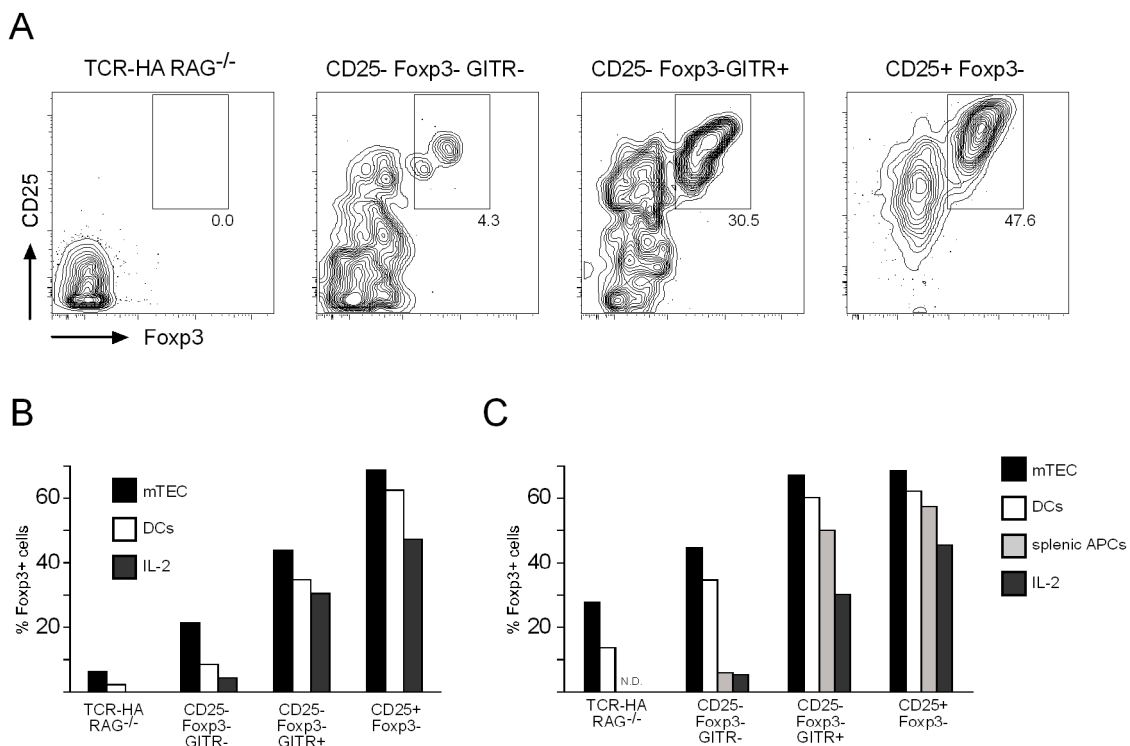 A
TCR-HA RAG-/-
CD25- Foxp3- GITR-
CD25- Foxp3-GITR+
CD25+ Foxp3-
CD25
0.0
4.3
30.5
47.6
Foxp3
B
C
% Foxp3+ cells
60
40
20
mTEC
DCs
IL-2
TCR-HA
RAG-/-
CD25-
Foxp3-
GITR-
CD25-
Foxp3-
GITR+
CD25+
Foxp3-
% Foxp3+ cells
60
40
20
N.D.
mTEC
DCs
splenic APCs
IL-2
TCR-HA
RAG-/-
CD25-
Foxp3-
GITR-
CD25-
Foxp3-
GITR+
CD25+
Foxp3-